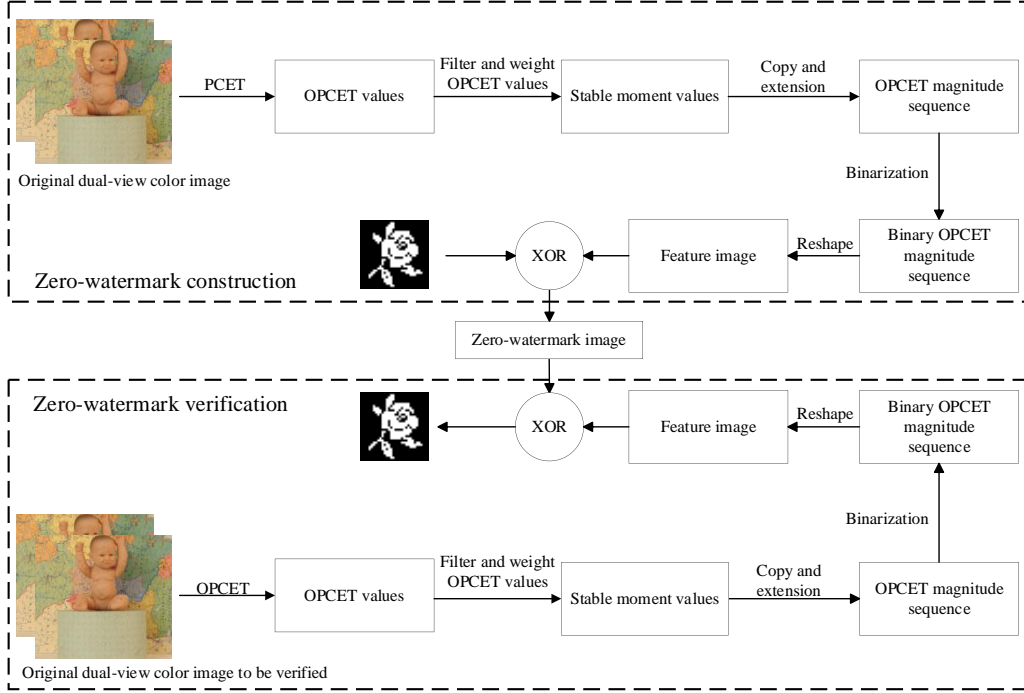 PCET
OPCET values
Filter and weight
OPCET values
Stable moment values
Copy and
extension
OPCET magnitude
sequence
Original dual-view color image
Binarization
XOR
Feature image
Reshape
Binary OPCET
magnitude
sequence
Zero-watermark construction
Zero-watermark image
Zero-watermark verification
XOR
Feature image
Reshape
Binary OPCET
magnitude
sequence
Binarization
OPCET
OPCET values
Filter and weight
OPCET values
Stable moment values
Copy and
extension
OPCET magnitude
sequence
Original dual-view color image to be verified